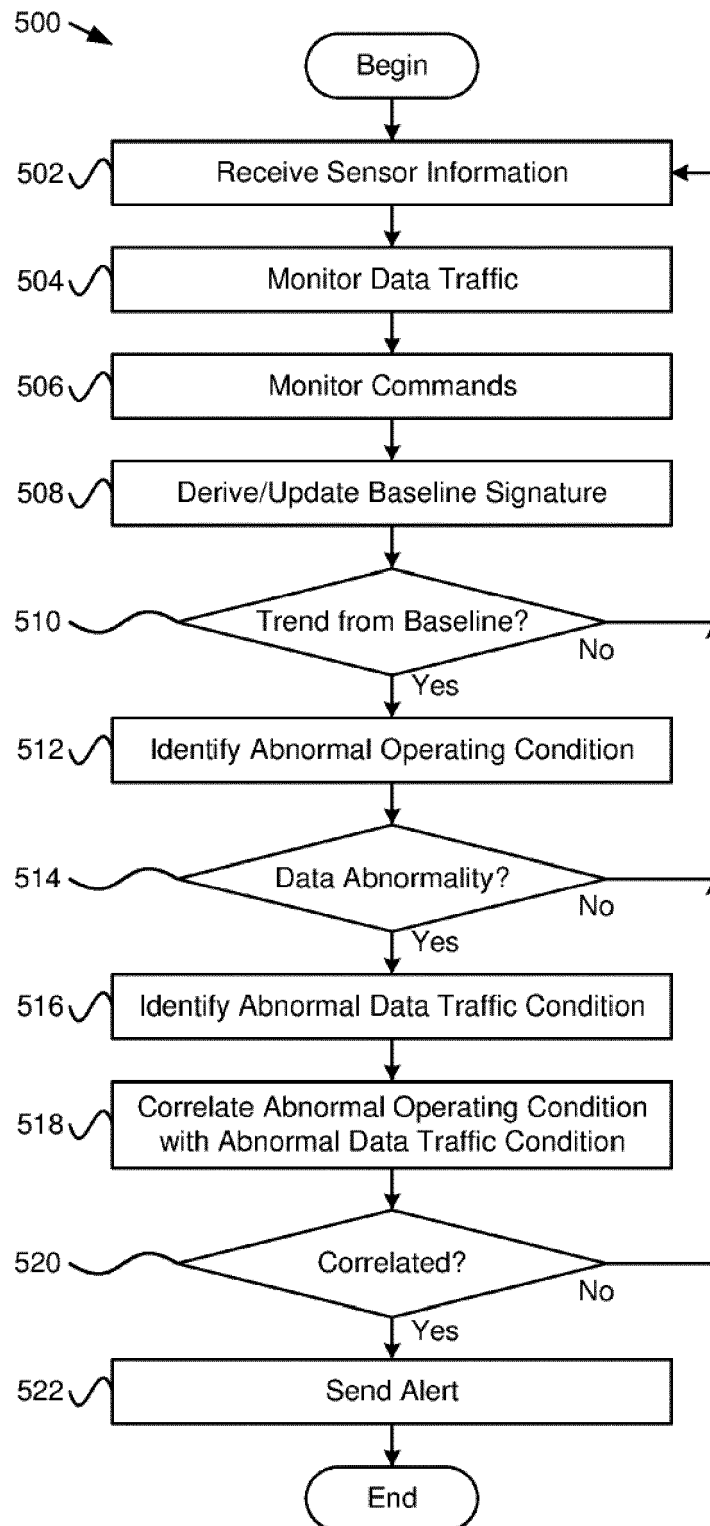 500
Begin
502
Receive Sensor Information
504
Monitor Data Traffic
506
Monitor Commands
508
Derive/Update Baseline Signature
510
Trend from Baseline?
No
Yes
512
Identify Abnormal Operating Condition
514
Data Abnormality?
No
Yes
516
Identify Abnormal Data Traffic Condition
518
Correlate Abnormal Operating Condition
with Abnormal Data Traffic Condition
520
Correlated?
No
Yes
522
Send Alert
End